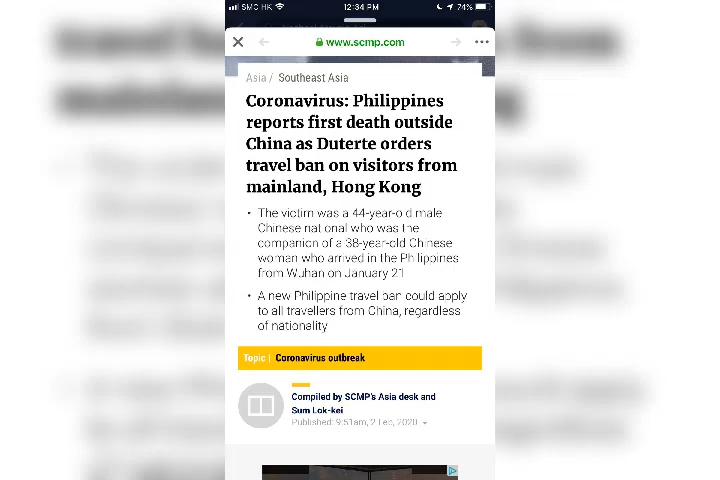 SMC HK 12:34 PM 74%
www.scmp.com
Asia / Southeast Asia
Coronavirus: Philippines
reports first death outside
China as Duterte orders
travel ban on visitors from
mainland, Hong Kong
• The victim was a 44-year-old male
Chinese national who was the
companion of a 38-year-old Chinese
woman who arrived in the Philippines
from Wuhan on January 21
• A new Philippine travel ban could apply
to all travellers from China, regardless
of nationality
Topic | Coronavirus outbreak
Compiled by SCMP's Asia desk and
Sum Lok-kei
Published: 9:51am, 2 Feb, 2020